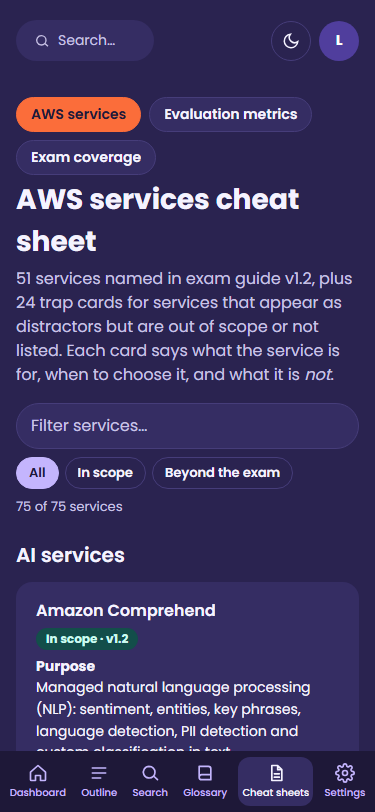 Search...
L
AWS services
Evaluation metrics
Exam coverage
AWS services cheat
sheet
51 services named in exam guide v1.2, plus
24 trap cards for services that appear as
distractors but are out of scope or not
listed. Each card says what the service is
for, when to choose it, and what it is not.
Filter services...
All
In scope
Beyond the exam
75 of 75 services
AI services
Amazon Comprehend
In scope · v1.2
Purpose
Managed natural language processing
(NLP): sentiment, entities, key phrases,
language detection, PII detection and
custom classification in text.
Dashboard
Outline
Search
Glossary
Cheat sheets
Settings